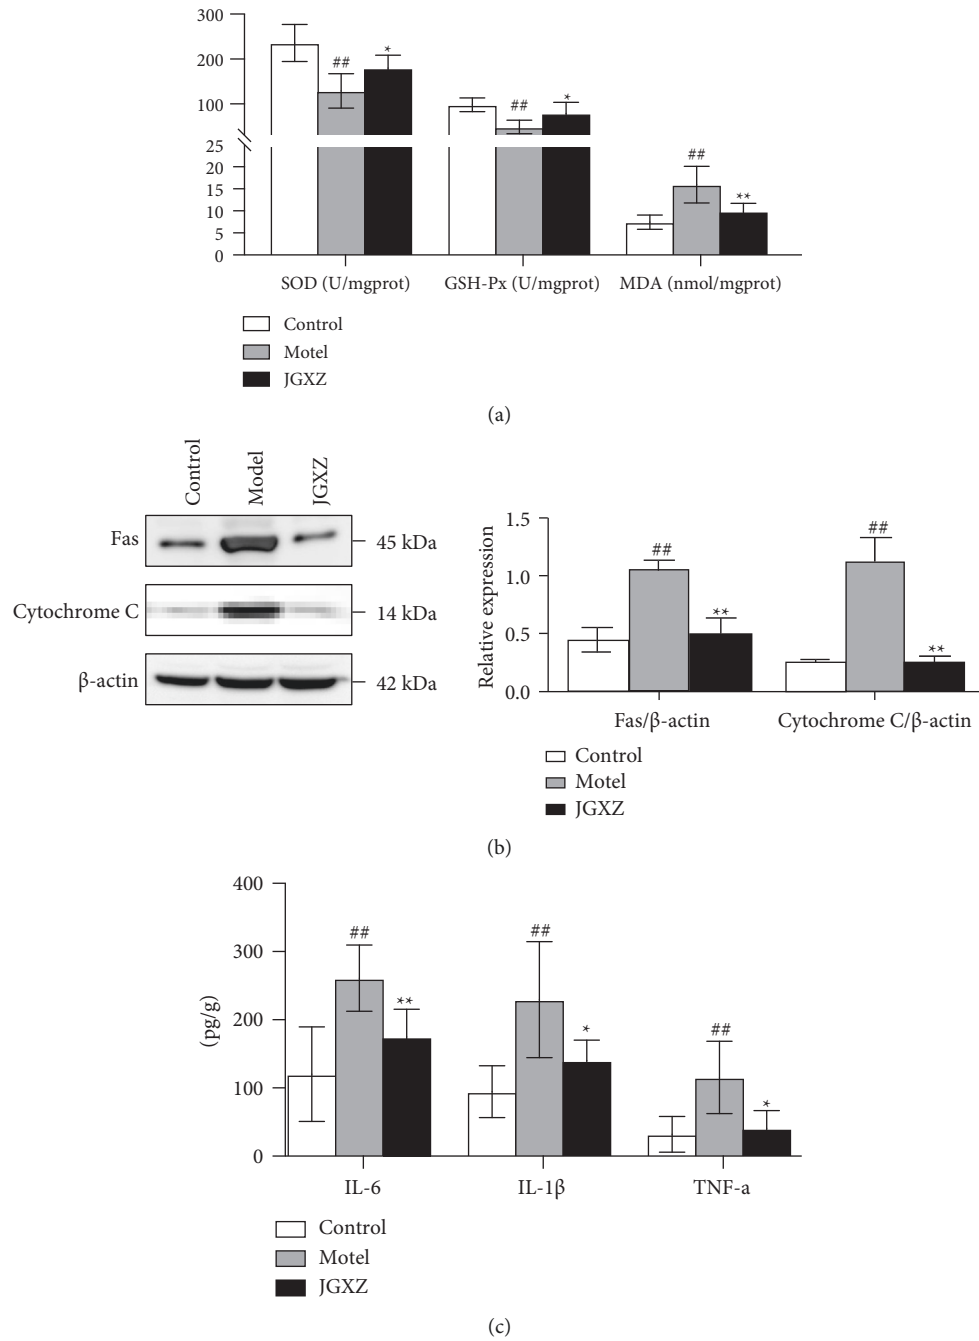 300
200
100
25
20
15
10
5
0
##
*
##
*
##
**
SOD (U/mgprot)
GSH-Px (U/mgprot)
MDA (nmol/mgprot)
Control
Motel
JGXZ
(a)
Control
Model
JGXZ
Fas
45 kDa
Cytochrome C
14 kDa
β-actin
42 kDa
Relative expression
1.5
1.0
0.5
0.0
##
**
##
**
Fas/β-actin
Cytochrome C/β-actin
Control
Motel
JGXZ
(b)
(pg/g)
400
300
200
100
0
##
**
##
*
##
*
IL-6
IL-1β
TNF-a
Control
Motel
JGXZ
(c)